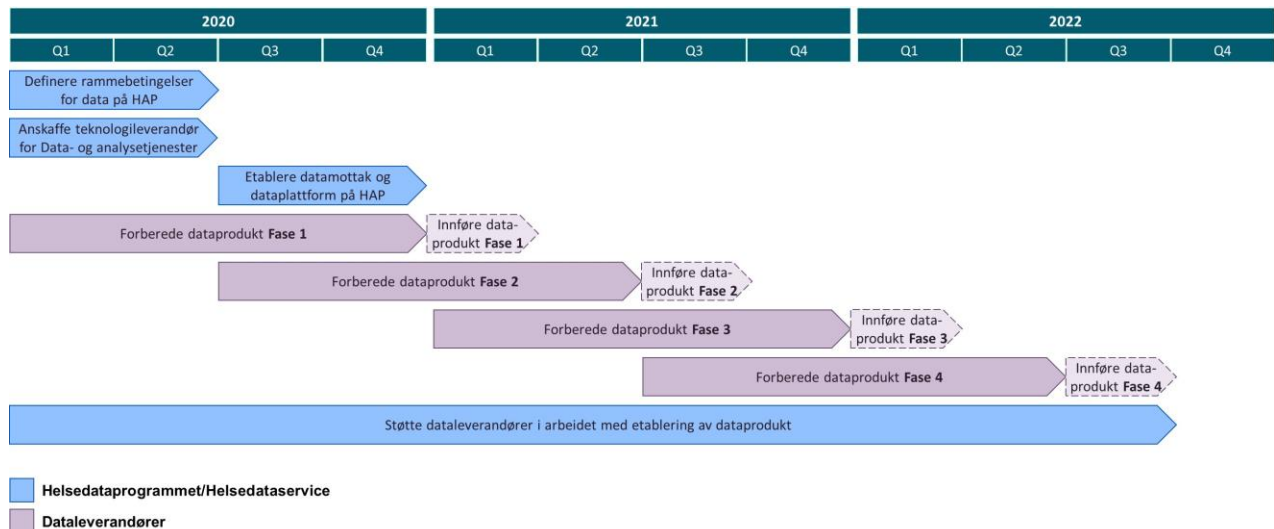 2020
2021
2022
Q1
Q2
Q3
Q4
Q1
Q2
Q3
Q4
Q1
Q2
Q3
Q4
Definere rammebetingelser
for data på HAP
Anskaffe teknologileverandør
for Data- og analysetjenester
Etablere datamottak og
dataplattform på HAP
Forberede dataprodukt Fase 1
Innføre data-
produkt Fase 1
Forberede dataprodukt Fase 2
Innføre data-
produkt Fase 2
Forberede dataprodukt Fase 3
Innføre data-
produkt Fase 3
Forberede dataprodukt Fase 4
Innføre data-
produkt Fase 4
Støtte dataleverandører i arbeidet med etablering av dataprodukt
Helsedataprogrammet/Helsedataservice
Dataleverandører